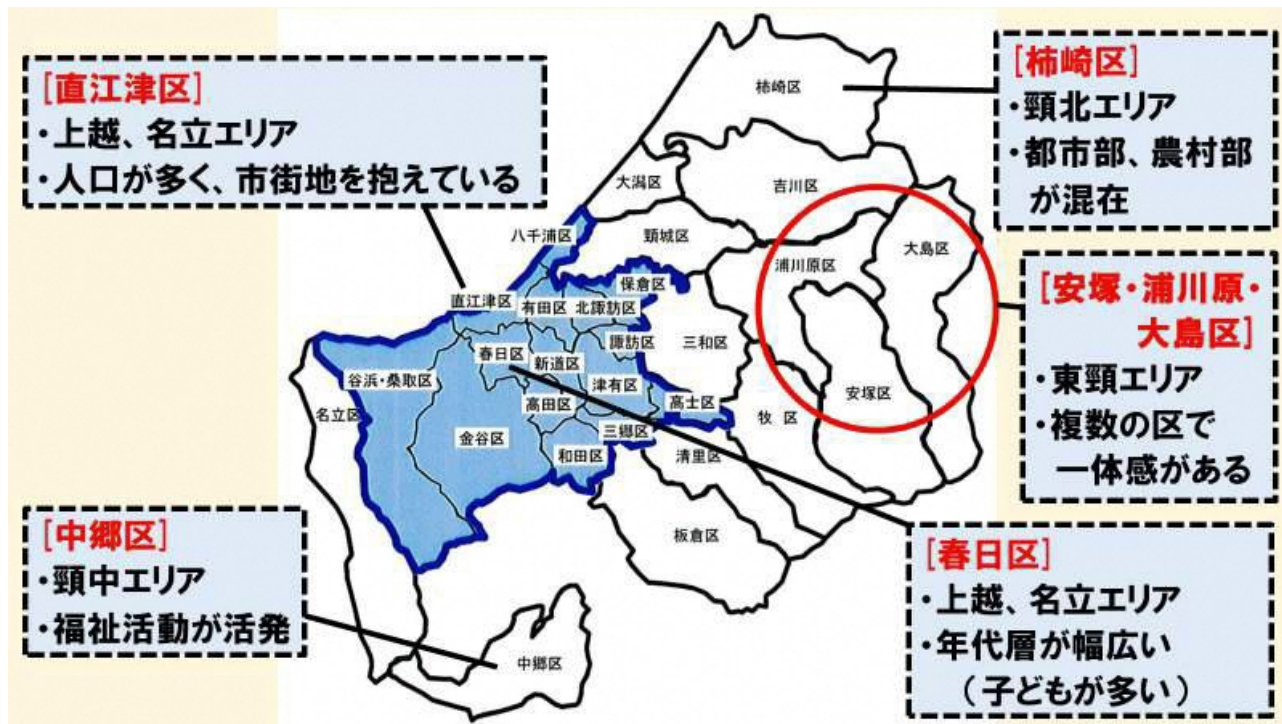 [直江津区]
・上越、名立エリア
・人口が多く、市街地を抱えている
[柿崎区]
・頸北エリア
・都市部、農村部
が混在
[安塚・浦川原・
大島区]
・東頸エリア
・複数の区で
一体感がある
[中郷区]
・頸中エリア
・福祉活動が活発
[春日区]
・上越、名立エリア
・年代層が幅広い
（子どもが多い）
柿崎区
大潟区
吉川区
八千浦区
頸城区
大島区
浦川原区
保倉区
直江津区
有田区
北諏訪区
諏訪区
三和区
春日区
新道区
谷浜・桑取区
津有区
安塚区
名立区
高田区
高士区
牧 区
金谷区
三郷区
和田区
清里区
板倉区
中郷区